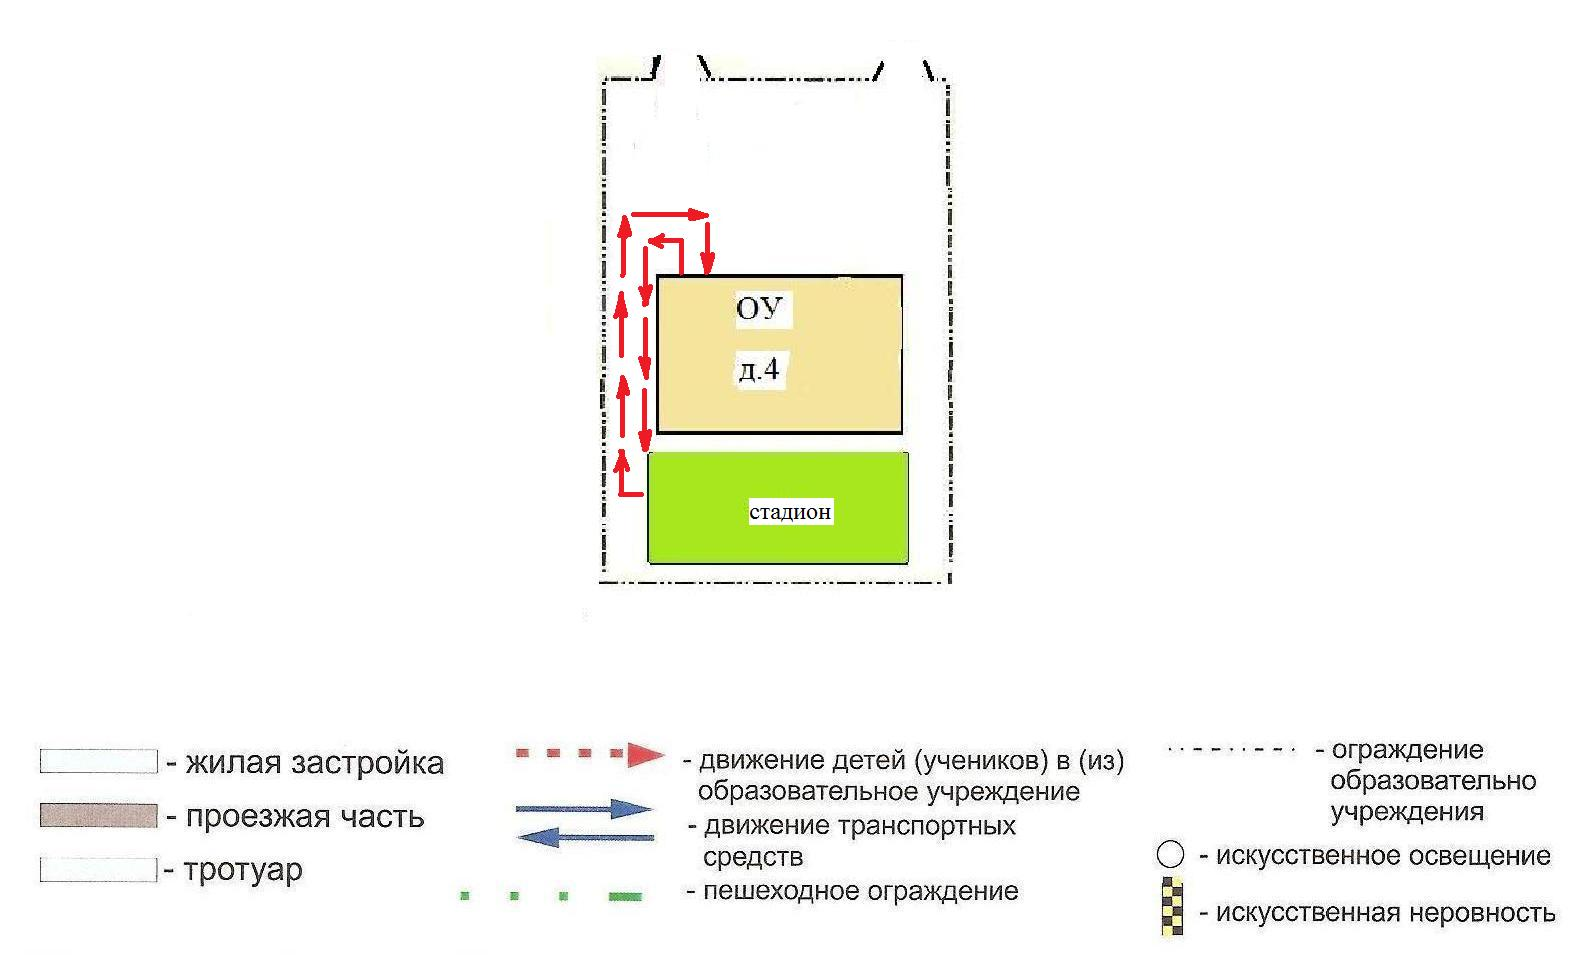 ОУ
д.4
стадион
- жилая застройка
- проезжая часть
- тротуар
- движение детей (учеников) в (из)
образовательное учреждение
- движение транспортных
средств
- пешеходное ограждение
- ограждение
образовательно
учреждения
- искусственное освещение
- искусственная неровность